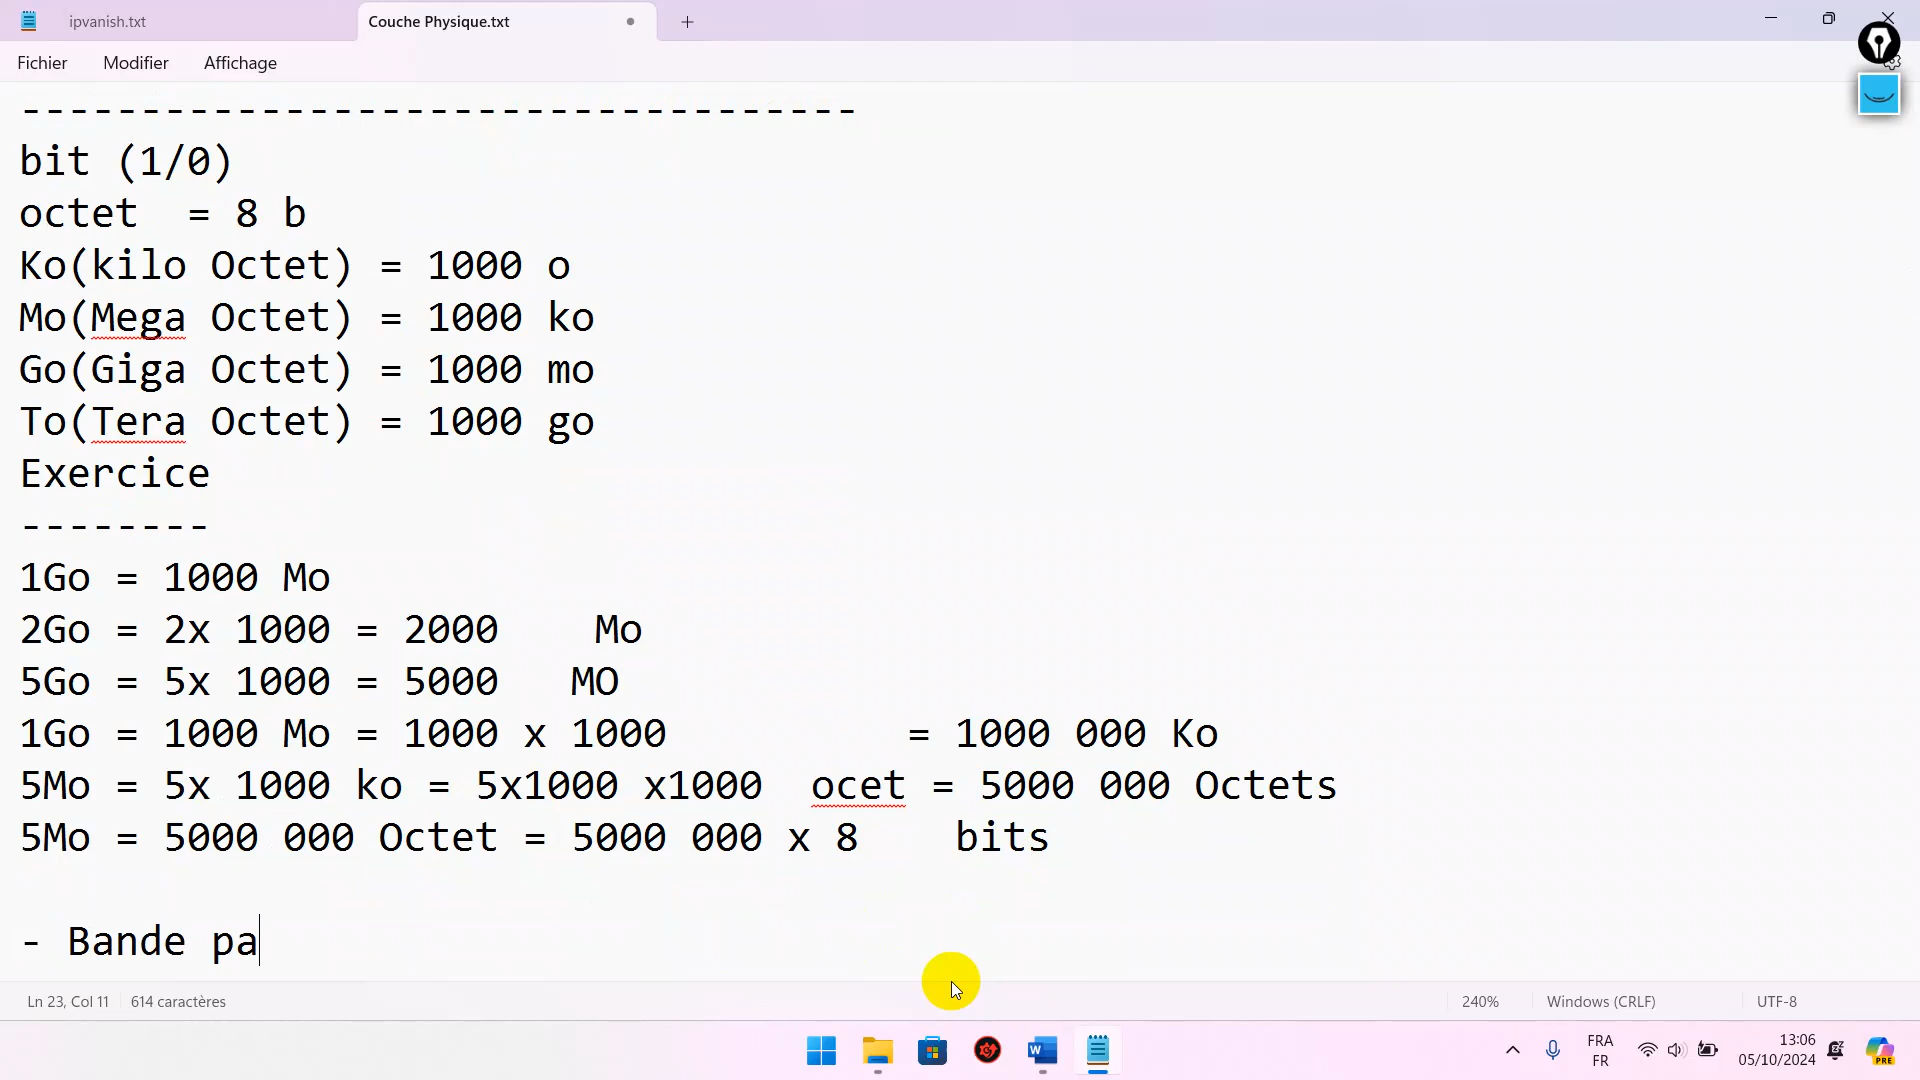 ipvanish.txt
Couche Physique.txt
Fichier Modifier Affichage
-----------------------------------
bit (1/0)
octet  = 8 b
Ko(kilo Octet) = 1000 o
Mo(Mega Octet) = 1000 ko
Go(Giga Octet) = 1000 mo
To(Tera Octet) = 1000 go
Exercice
--------
1Go = 1000 Mo
2Go = 2x 1000 = 2000    Mo
5Go = 5x 1000 = 5000   MO
1Go = 1000 Mo = 1000 x 1000          = 1000 000 Ko
5Mo = 5x 1000 ko = 5x1000 x1000  ocet = 5000 000 Octets
5Mo = 5000 000 Octet = 5000 000 x 8    bits
- Bande pa
Ln 23, Col 11 614 caractères 240% Windows (CRLF) UTF-8
W FRA 13:06
FR 05/10/2024 PRE